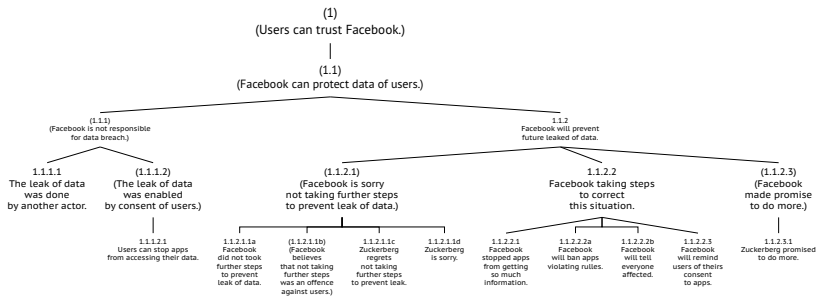 (1)
(Users can trust Facebook.)
(1.1)
(Facebook can protect data of users.)
(1.1.1)
(Facebook is not responsible
for data breach.)
1.1.2
Facebook will prevent
future leaked of data.
1.1.1.1
The leak of data
was done
by another actor.
(1.1.1.2)
(The leak of data
was enabled
by consent of users.)
(1.1.2.1)
(Facebook is sorry
not taking further steps
to prevent leak of data.)
1.1.2.2
Facebook taking steps
to correct
this situation.
(1.1.2.3)
(Facebook
made promise
to do more.)
1.1.1.2.1
Users can stop apps
from accessing their data.
1.1.2.1.1a
Facebook
did not took
further steps
to prevent
leak of data.
(1.1.2.1.1b)
(Facebook
believes
that not taking
further steps
was an offence
against users.)
1.1.2.1.1c
Zuckerberg
regrets
not taking
further steps
to prevent leak.
1.1.2.1.1d
Zuckerberg
is sorry.
1.1.2.2.1
Facebook
stopped apps
from getting
so much
information.
1.1.2.2.2a
Facebook
will ban apps
violating rulles.
1.1.2.2.2b
Facebook
will tell
everyone
affected.
1.1.2.2.3
Facebook
will remind
users of theirs
consent
to apps.
1.1.2.3.1
Zuckerberg promised
to do more.